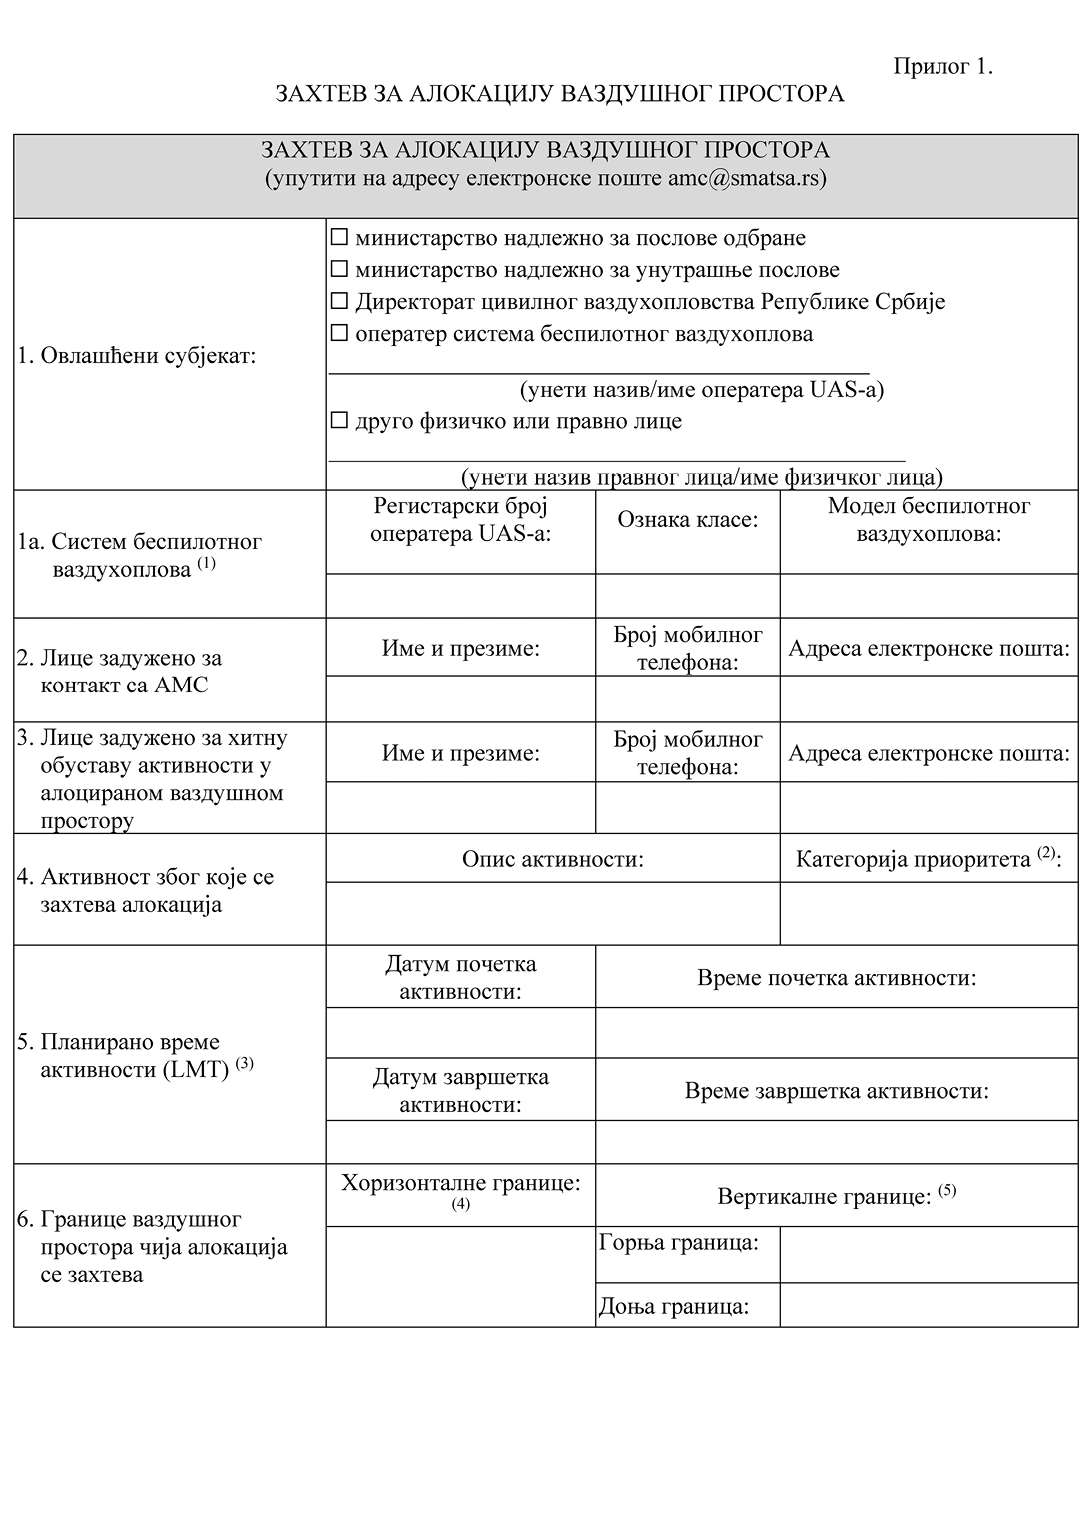 Прилог 1.
ЗАХТЕВ ЗА АЛОКАЦИЈУ ВАЗДУШНОГ ПРОСТОРА
ЗАХТЕВ ЗА АЛОКАЦИЈУ ВАЗДУШНОГ ПРОСТОРА
(упутити на адресу електронске поште amc@smatsa.rs)
1. Овлашћени субјекат:
☐ министарство надлежно за послове одбране
☐ министарство надлежно за унутрашње послове
☐ Директорат цивилног ваздухопловства Републике Србије
☐ оператер система беспилотног ваздухоплова
(унети назив/име оператера UAS-a)
☐ друго физичко или правно лице
(унети назив правног лица/име физичког лица)
1а. Систем беспилотног
ваздухоплова (1)
Регистарски број
оператера UAS-a:
Ознака класе:
Модел беспилотног
ваздухоплова:
2. Лице задужено за
контакт са AMC
Име и презиме:
Број мобилног
телефона:
Адреса електронске пошта:
3. Лице задужено за хитну
обуставу активности у
алоцираном ваздушном
простору
Име и презиме:
Број мобилног
телефона:
Адреса електронске пошта:
4. Активност због које се
захтева алокација
Опис активности:
Категорија приоритета (2):
5. Планирано време
активности (LMT) (3)
Датум почетка
активности:
Време почетка активности:
Датум завршетка
активности:
Време завршетка активности:
6. Границе ваздушног
простора чија алокација
се захтева
Хоризонталне границе:
(4)
Вертикалне границе: (5)
Горња граница:
Доња граница: